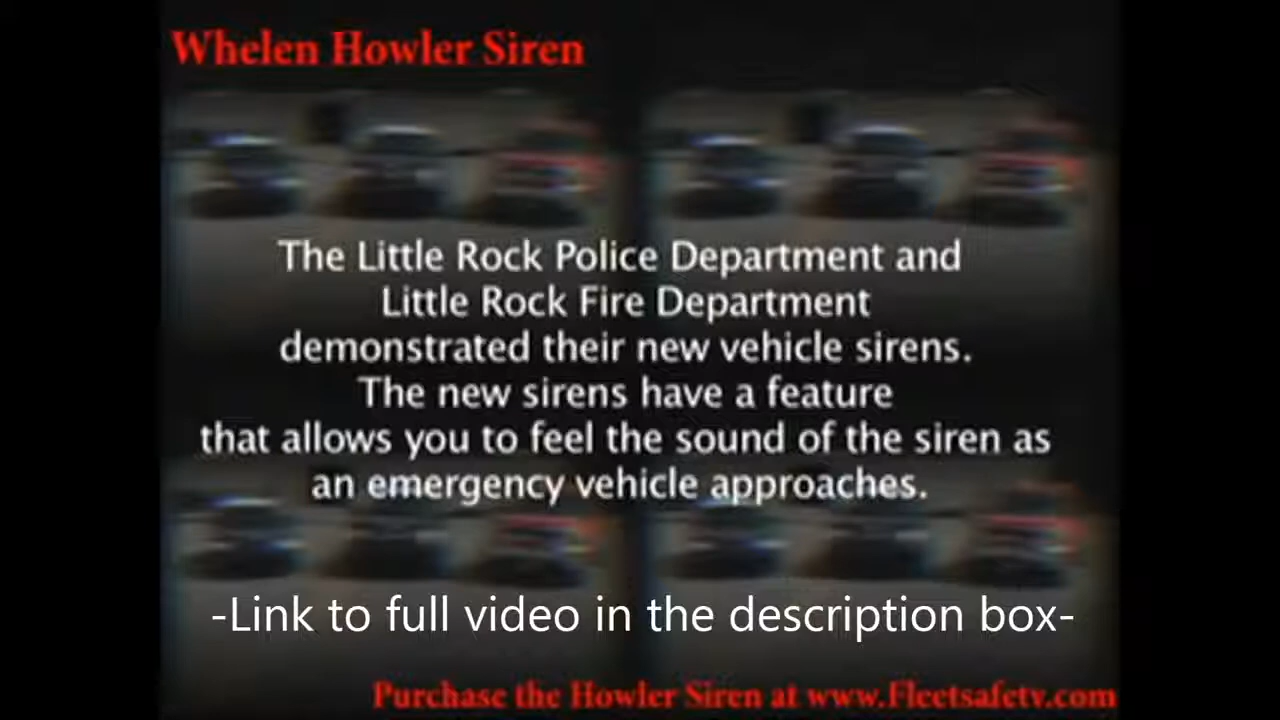 Whelen Howler Siren
The Little Rock Police Department and
Little Rock Fire Department
demonstrated their new vehicle sirens.
The new sirens have a feature
that allows you to feel the sound of the siren as
an emergency vehicle approaches.
-Link to full video in the description box-
Purchase the Howler Siren at www.Fleetsafety.com